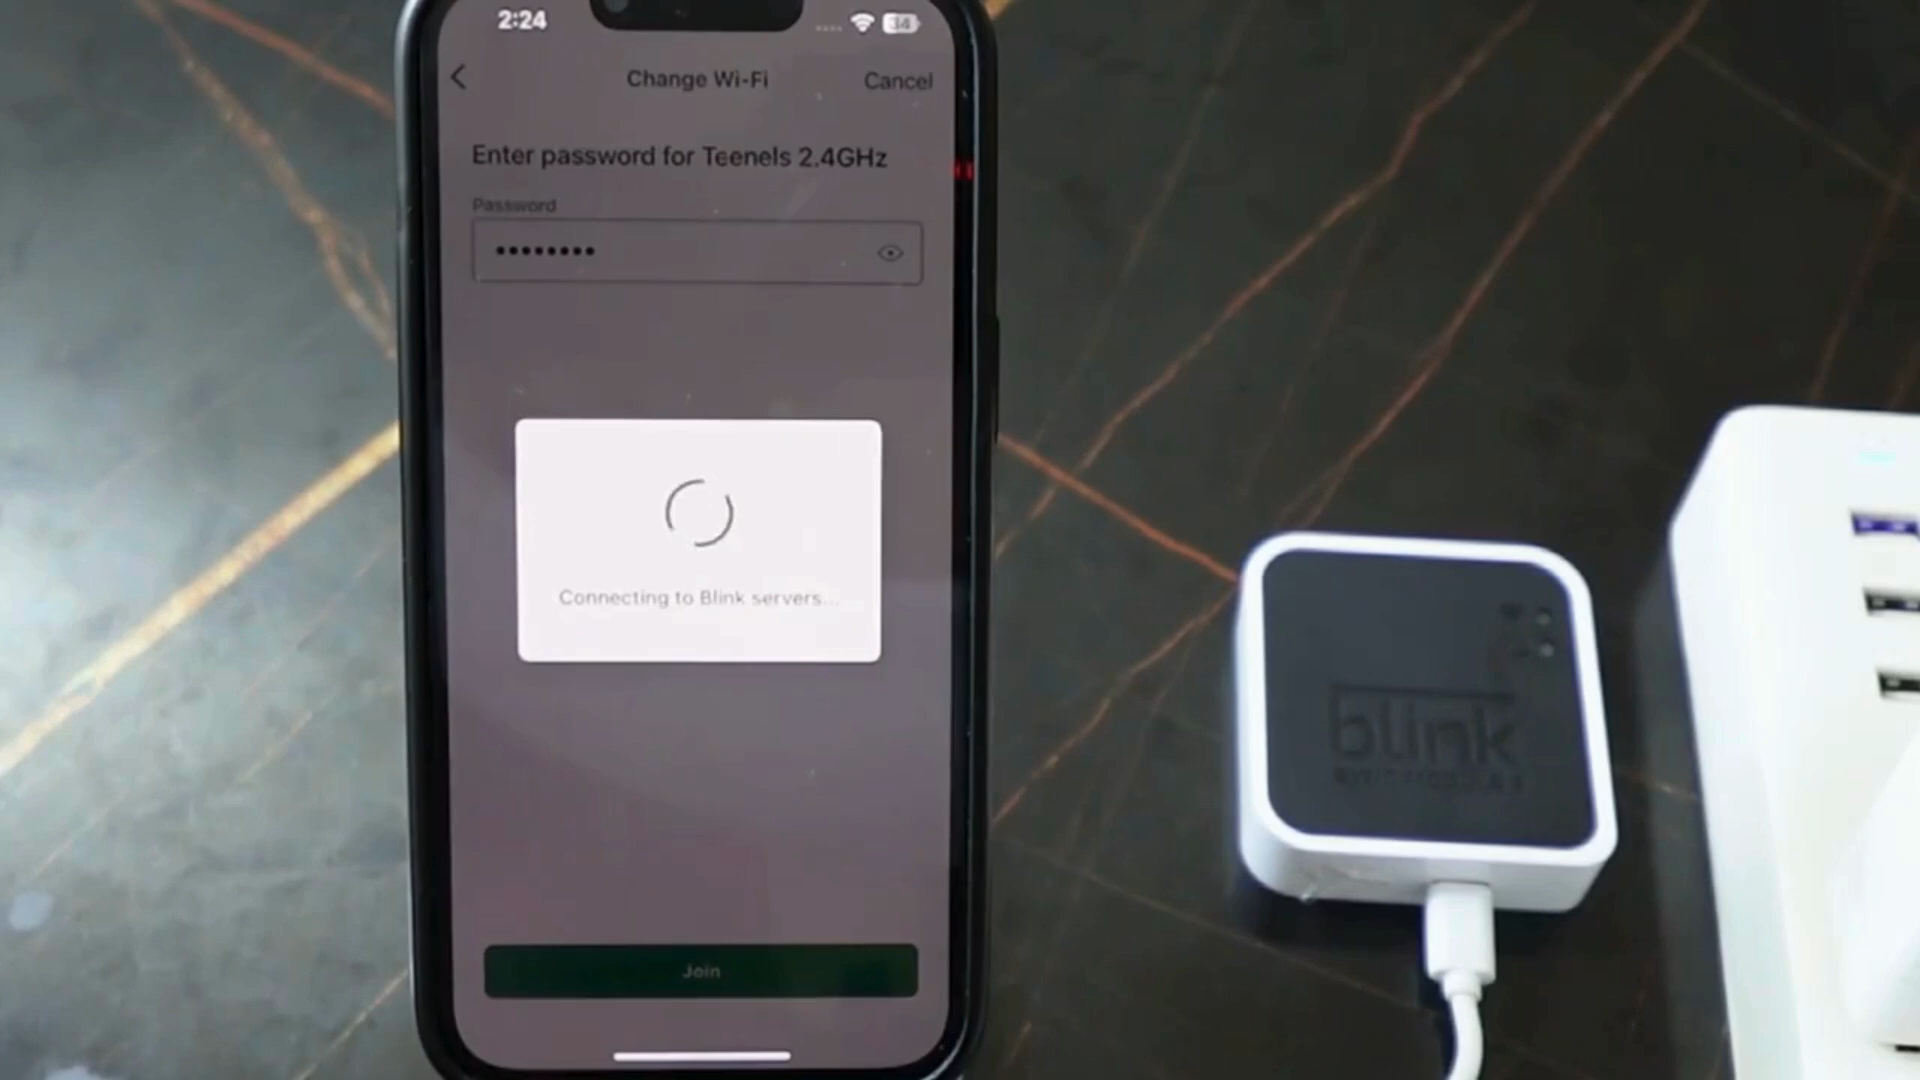 2:24
34
Change Wi-Fi
Cancel
Enter password for Teenels 2.4GHz
Password
••••••••
Connecting to Blink servers...
Join
blink